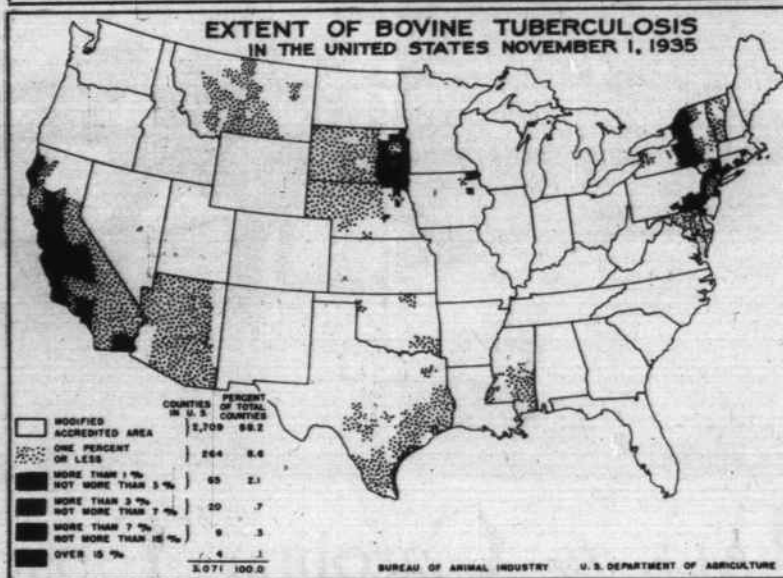 EXTENT OF BOVINE TUBERCULOSIS
IN THE UNITED STATES NOVEMBER 1, 1935
COUNTIES IN U.S.
PERCENT OF TOTAL COUNTIES
MODIFIED ACCREDITED AREA } 2,709 88.2
ONE PERCENT OR LESS } 264 8.6
MORE THAN 1 % NOT MORE THAN 3 % } 65 2.1
MORE THAN 3 % NOT MORE THAN 7 % } 20 .7
MORE THAN 7 % NOT MORE THAN 15 % } 9 .3
OVER 15 % 4 .1
3,071 100.0
BUREAU OF ANIMAL INDUSTRY U. S. DEPARTMENT OF AGRICULTURE